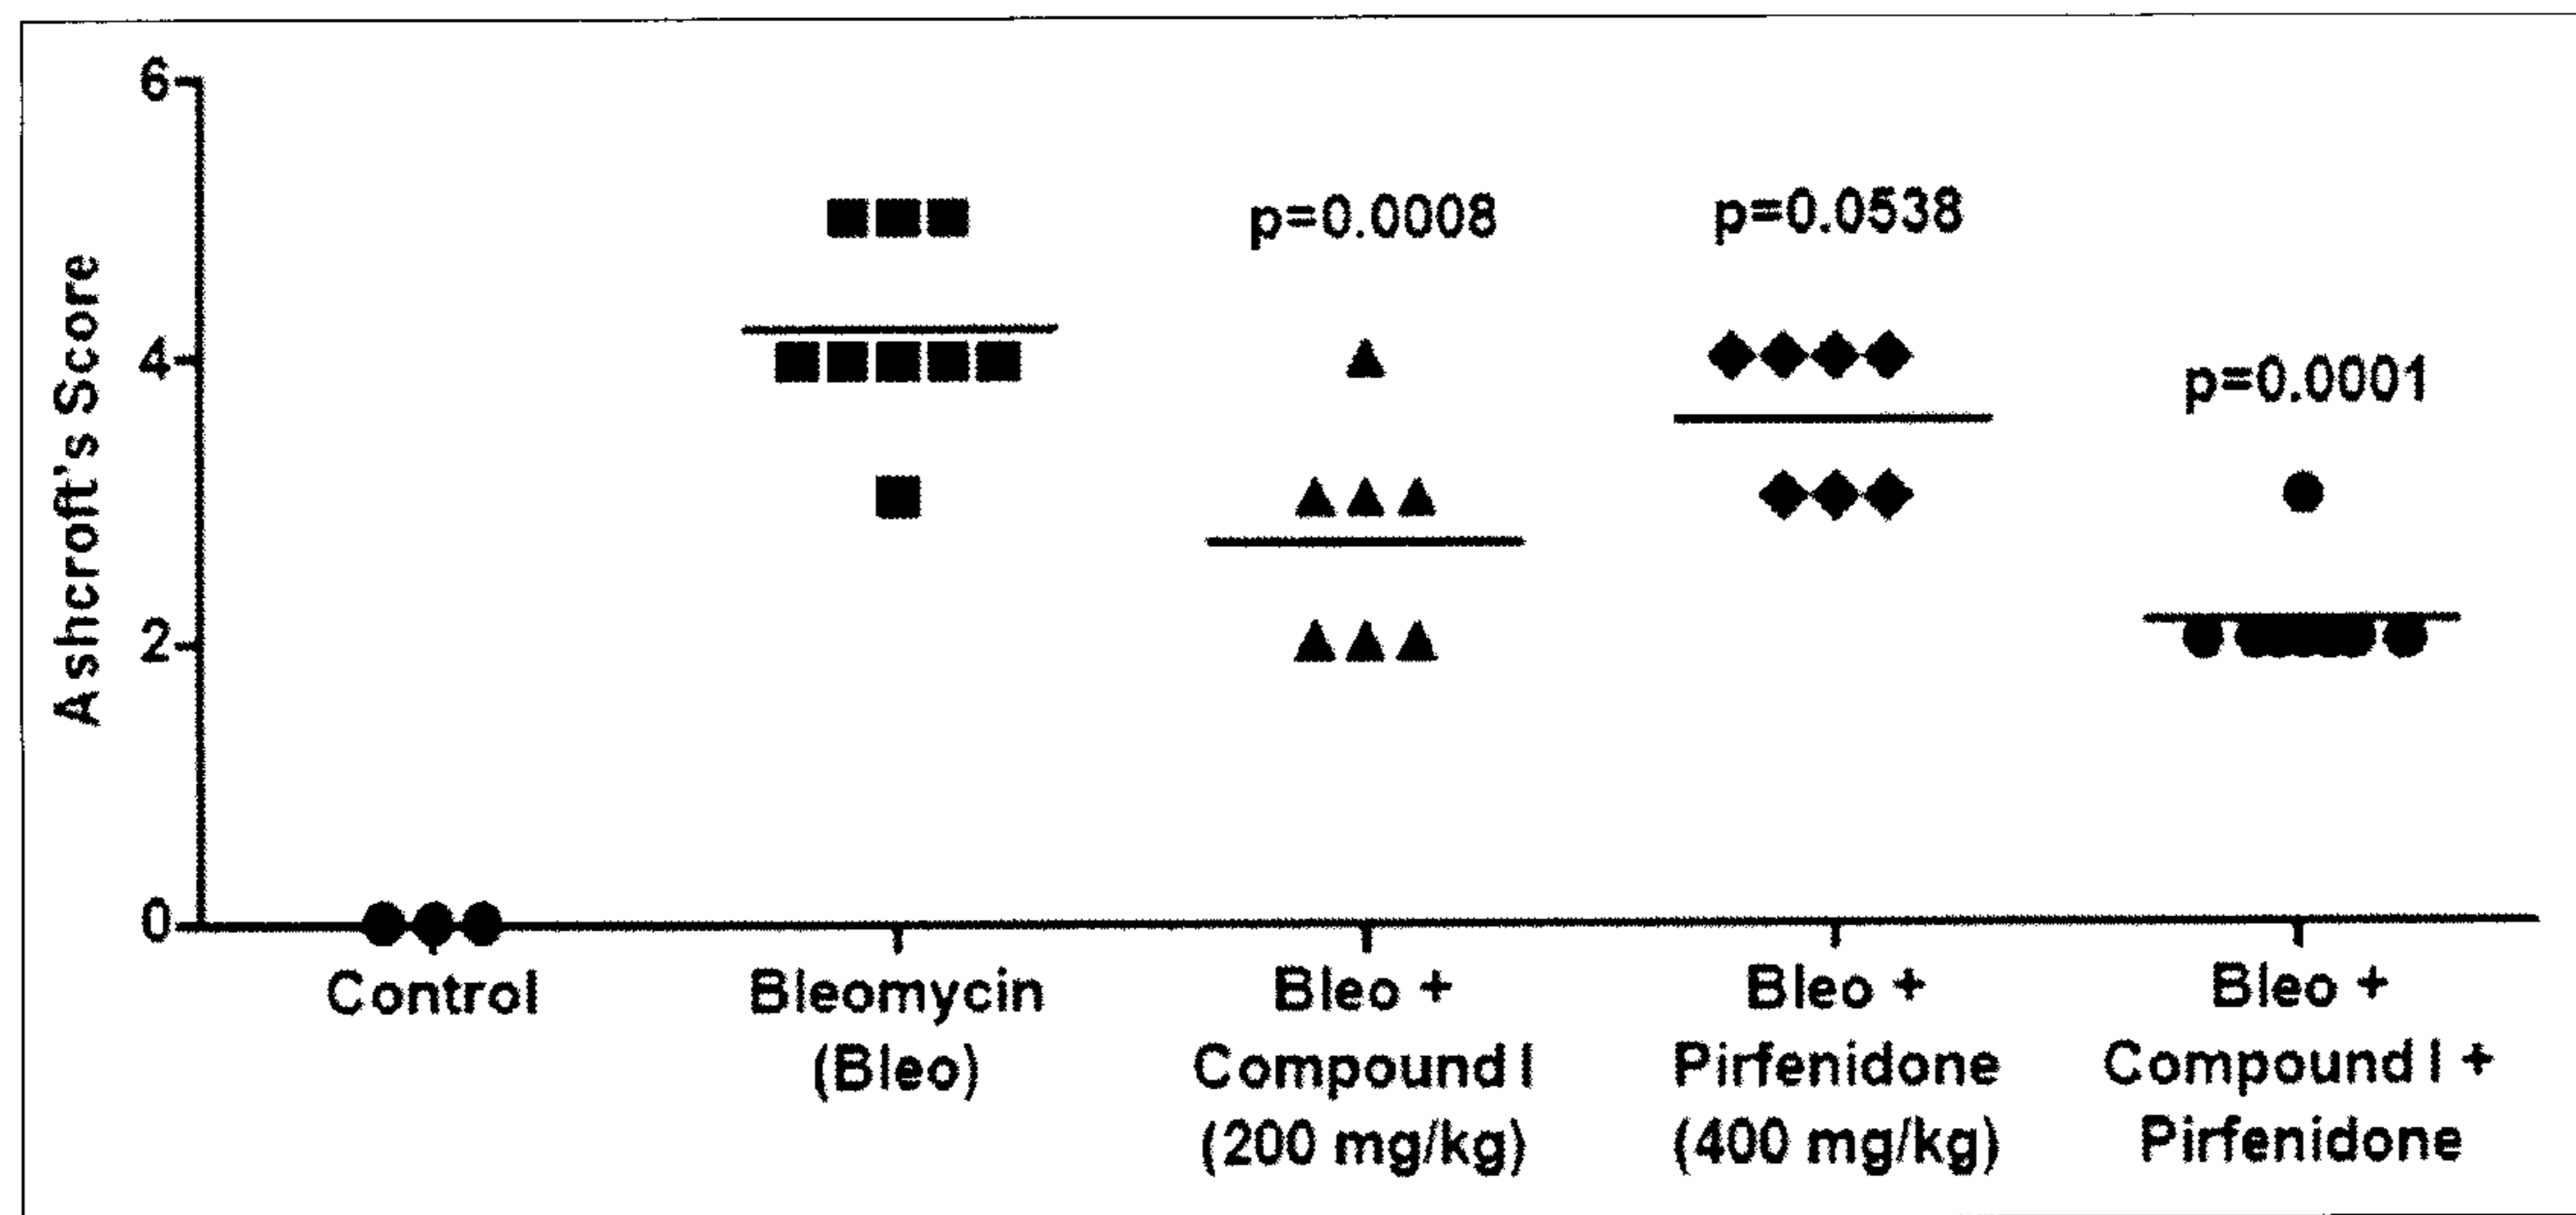 6
p=0.0008
p=0.0538
Ashcroft's Score
4
p=0.0001
2
0
Control
Bleomycin
(Bleo)
Bleo +
Compound I
(200 mg/kg)
Bleo +
Pirfenidone
(400 mg/kg)
Bleo +
Compound I +
Pirfenidone